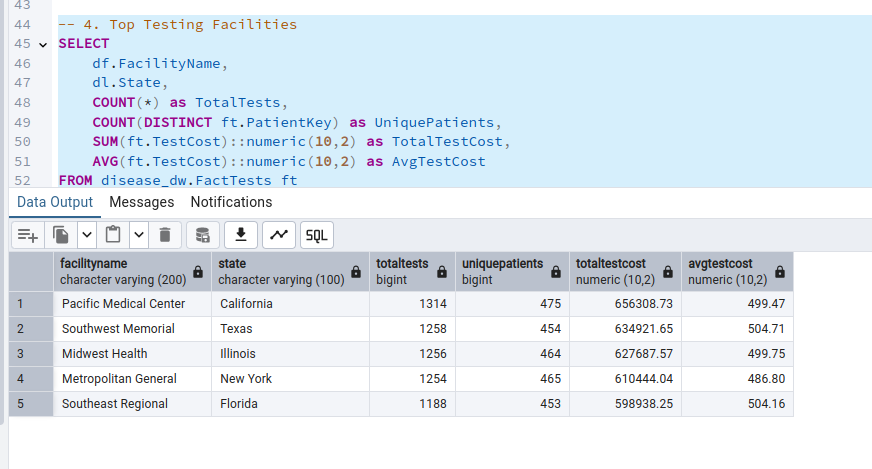 43
44 -- 4. Top Testing Facilities
45 SELECT
46 df.FacilityName,
47 dl.State,
48 COUNT(*) as TotalTests,
49 COUNT(DISTINCT ft.PatientKey) as UniquePatients,
50 SUM(ft.TestCost)::numeric(10,2) as TotalTestCost,
51 AVG(ft.TestCost)::numeric(10,2) as AvgTestCost
52 FROM disease_dw.FactTests ft
Data Output Messages Notifications
SQL
facilityname state totaltests uniquepatients totaltestcost avgtestcost
character varying (200) character varying (100) bigint bigint numeric (10,2) numeric (10,2)
1 Pacific Medical Center California 1314 475 656308.73 499.47
2 Southwest Memorial Texas 1258 454 634921.65 504.71
3 Midwest Health Illinois 1256 464 627687.57 499.75
4 Metropolitan General New York 1254 465 610444.04 486.80
5 Southeast Regional Florida 1188 453 598938.25 504.16